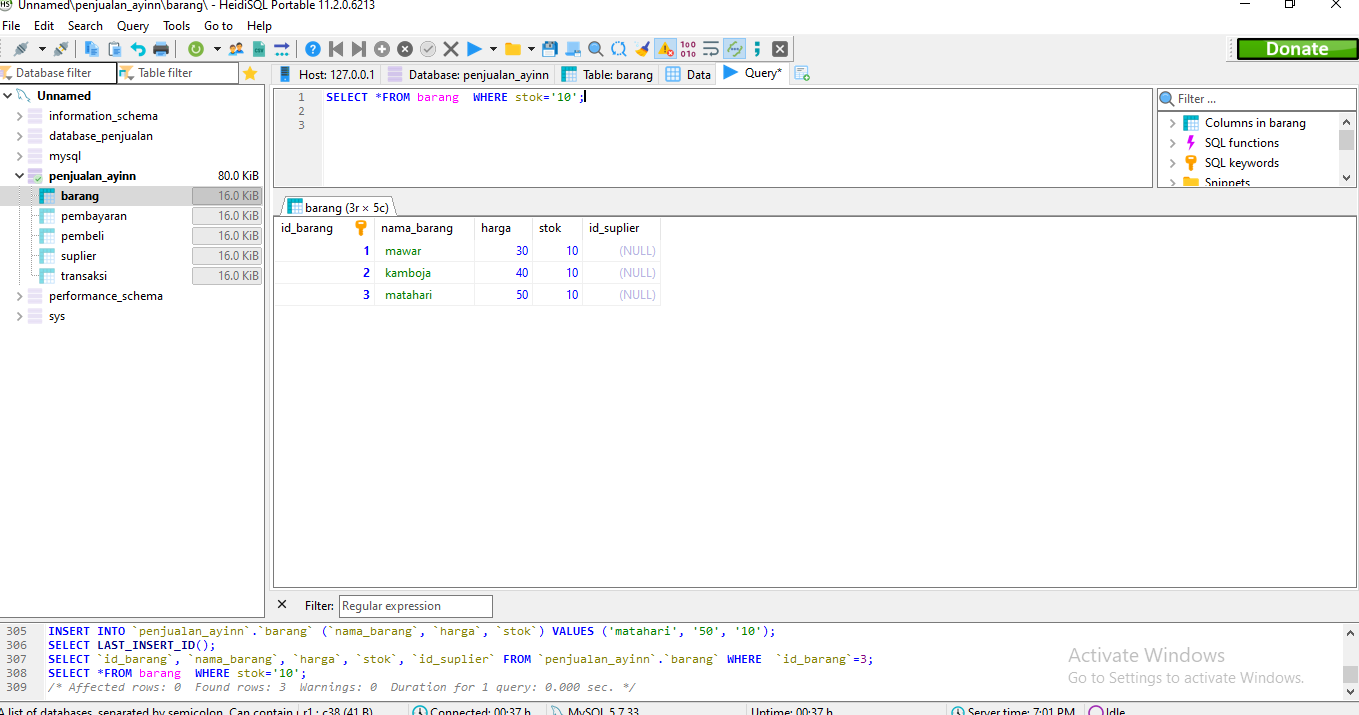 Unnamed\penjualan_ayinn\barang\ - HeidiSQL Portable 11.2.0.6213
File Edit Search Query Tools Go to Help
Donate
Database filter Table filter
Host: 127.0.0.1 Database: penjualan_ayinn Table: barang Data Query*
Unnamed
information_schema
database_penjualan
mysql
penjualan_ayinn 80.0 KiB
barang 16.0 KiB
pembayaran 16.0 KiB
pembeli 16.0 KiB
suplier 16.0 KiB
transaksi 16.0 KiB
performance_schema
sys
1 SELECT *FROM barang  WHERE stok='10';
2
3
Filter ...
Columns in barang
SQL functions
SQL keywords
Snippets
barang (3r × 5c)
id_barang nama_barang harga stok id_suplier
1 mawar 30 10 (NULL)
2 kamboja 40 10 (NULL)
3 matahari 50 10 (NULL)
Filter: Regular expression
305 INSERT INTO `penjualan_ayinn`.`barang` (`nama_barang`, `harga`, `stok`) VALUES ('matahari', '50', '10');
306 SELECT LAST_INSERT_ID();
307 SELECT `id_barang`, `nama_barang`, `harga`, `stok`, `id_suplier` FROM `penjualan_ayinn`.`barang` WHERE  `id_barang`=3;
308 SELECT *FROM barang  WHERE stok='10';
309 /* Affected rows: 0  Found rows: 3  Warnings: 0  Duration for 1 query: 0.000 sec. */
Activate Windows
Go to Settings to activate Windows.
A list of databases, separated by semicolon. Can contain r1 : c38 (41 B) Connected: 00:37 h MySQL 5.7.33 Uptime: 00:37 h Server time: 7:01 PM Idle